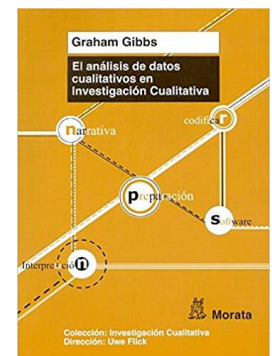 Graham Gibbs
El análisis de datos
cualitativos en
Investigación Cualitativa
narrativa
codificar
preparación
Software
Interpretación
Morata
Colección: Investigación Cualitativa
Dirección: Uwe Flick